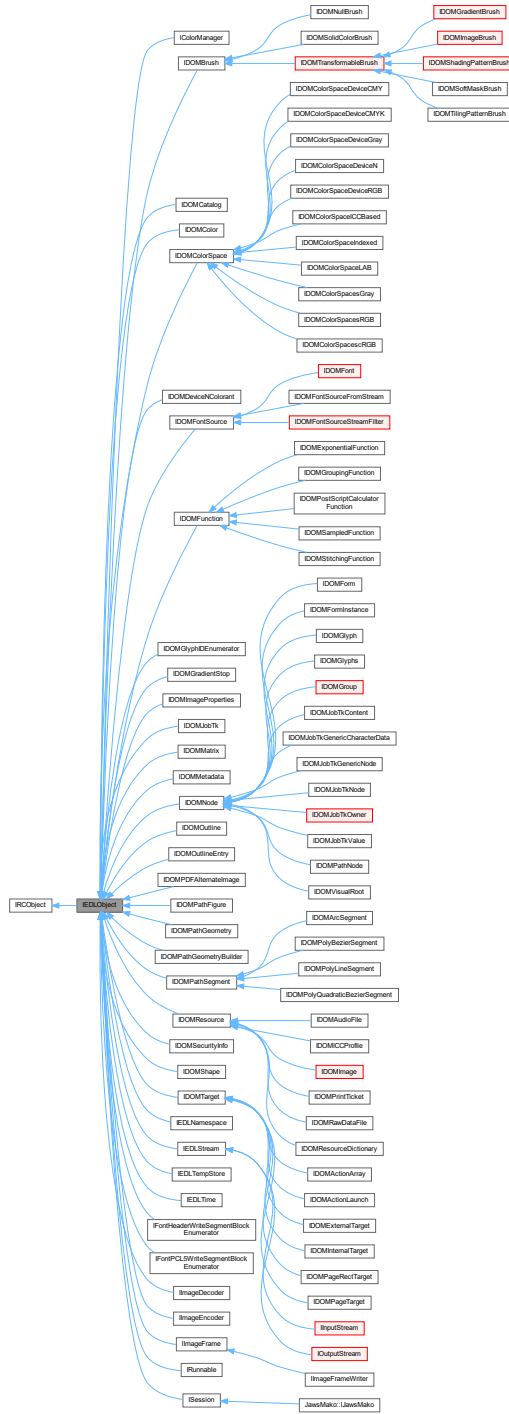 IRCObject
IEDLObject
IColorManager
IDOMBrush
IDOMCatalog
IDOMColor
IDOMColorSpace
IDOMDeviceNColorant
IDOMFontSource
IDOMFunction
IDOMGlyphIDEnumerator
IDOMGradientStop
IDOMImageProperties
IDOMJobTk
IDOMMatrix
IDOMMetadata
IDOMNode
IDOMOutline
IDOMOutlineEntry
IDOMPDFAlternateImage
IDOMPathFigure
IDOMPathGeometry
IDOMPathGeometryBuilder
IDOMPathSegment
IDOMResource
IDOMSecurityInfo
IDOMShape
IDOMTarget
IEDLNamespace
IEDLStream
IEDLTempStore
IEDLTime
IFontHeaderWriteSegmentBlock
Enumerator
IFontPCL5WriteSegmentBlock
Enumerator
IImageDecoder
IImageEncoder
IImageFrame
IRunnable
ISession
IDOMNullBrush
IDOMSolidColorBrush
IDOMTransformableBrush
IDOMColorSpaceDeviceCMY
IDOMColorSpaceDeviceCMYK
IDOMColorSpaceDeviceGray
IDOMColorSpaceDeviceN
IDOMColorSpaceDeviceRGB
IDOMColorSpaceICCBased
IDOMColorSpaceIndexed
IDOMColorSpaceLAB
IDOMColorSpacesGray
IDOMColorSpacesRGB
IDOMColorSpacescRGB
IDOMFont
IDOMFontSourceFromStream
IDOMFontSourceStreamFilter
IDOMExponentialFunction
IDOMGroupingFunction
IDOMPostScriptCalculator
Function
IDOMSampledFunction
IDOMStitchingFunction
IDOMForm
IDOMFormInstance
IDOMGlyph
IDOMGlyphs
IDOMGroup
IDOMJobTkContent
IDOMJobTkGenericCharacterData
IDOMJobTkGenericNode
IDOMJobTkNode
IDOMJobTkOwner
IDOMJobTkValue
IDOMPathNode
IDOMVisualRoot
IDOMArcSegment
IDOMPolyBezierSegment
IDOMPolyLineSegment
IDOMPolyQuadraticBezierSegment
IDOMAudioFile
IDOMICCProfile
IDOMImage
IDOMPrintTicket
IDOMRawDataFile
IDOMResourceDictionary
IDOMActionArray
IDOMActionLaunch
IDOMExternalTarget
IDOMInternalTarget
IDOMPageRectTarget
IDOMPageTarget
IInputStream
IOutputStream
IImageFrameWriter
JawsMako::IJawsMako
IDOMGradientBrush
IDOMImageBrush
IDOMShadingPatternBrush
IDOMSoftMaskBrush
IDOMTilingPatternBrush